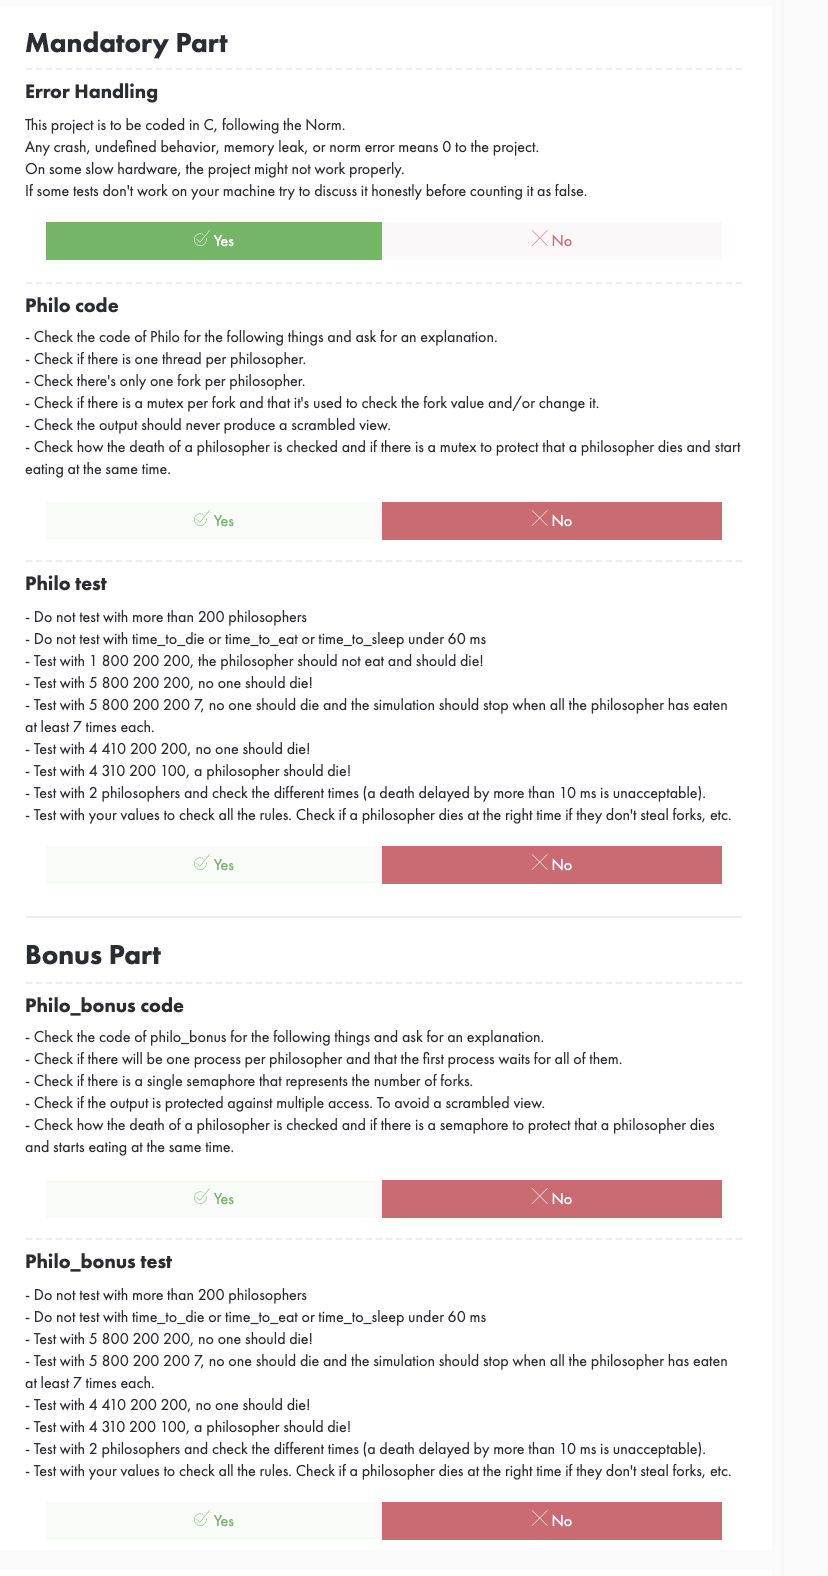 Mandatory Part
Error Handling
This project is to be coded in C, following the Norm.
Any crash, undefined behavior, memory leak, or norm error means 0 to the project.
On some slow hardware, the project might not work properly.
If some tests don't work on your machine try to discuss it honestly before counting it as false.
Yes
No
Philo code
- Check the code of Philo for the following things and ask for an explanation.
- Check if there is one thread per philosopher.
- Check there's only one fork per philosopher.
- Check if there is a mutex per fork and that it's used to check the fork value and/or change it.
- Check the output should never produce a scrambled view.
- Check how the death of a philosopher is checked and if there is a mutex to protect that a philosopher dies and start
eating at the same time.
Yes
No
Philo test
- Do not test with more than 200 philosophers
- Do not test with time_to_die or time_to_eat or time_to_sleep under 60 ms
- Test with 1 800 200 200, the philosopher should not eat and should die!
- Test with 5 800 200 200, no one should die!
- Test with 5 800 200 200 7, no one should die and the simulation should stop when all the philosopher has eaten
at least 7 times each.
- Test with 4 410 200 200, no one should die!
- Test with 4 310 200 100, a philosopher should die!
- Test with 2 philosophers and check the different times (a death delayed by more than 10 ms is unacceptable).
- Test with your values to check all the rules. Check if a philosopher dies at the right time if they don't steal forks, etc.
Yes
No
Bonus Part
Philo_bonus code
- Check the code of philo_bonus for the following things and ask for an explanation.
- Check if there will be one process per philosopher and that the first process waits for all of them.
- Check if there is a single semaphore that represents the number of forks.
- Check if the output is protected against multiple access. To avoid a scrambled view.
- Check how the death of a philosopher is checked and if there is a semaphore to protect that a philosopher dies
and starts eating at the same time.
Yes
No
Philo_bonus test
- Do not test with more than 200 philosophers
- Do not test with time_to_die or time_to_eat or time_to_sleep under 60 ms
- Test with 5 800 200 200, no one should die!
- Test with 5 800 200 200 7, no one should die and the simulation should stop when all the philosopher has eaten
at least 7 times each.
- Test with 4 410 200 200, no one should die!
- Test with 4 310 200 100, a philosopher should die!
- Test with 2 philosophers and check the different times (a death delayed by more than 10 ms is unacceptable).
- Test with your values to check all the rules. Check if a philosopher dies at the right time if they don't steal forks, etc.
Yes
No